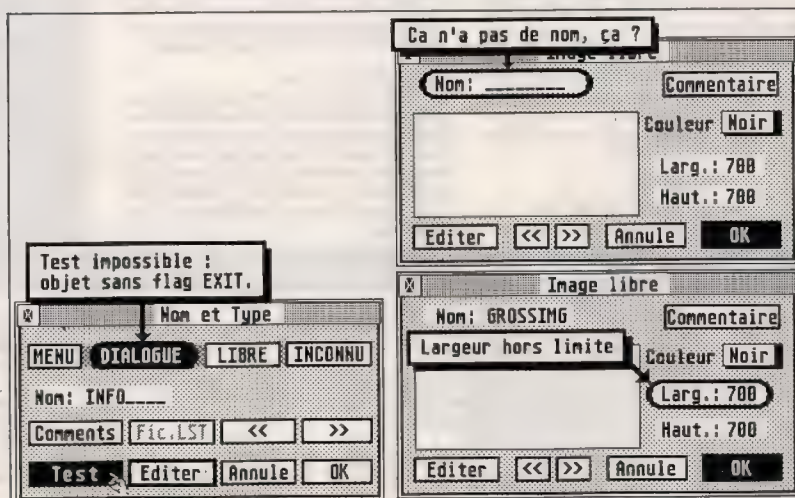 Ca n'a pas de nom, ça ?
Image libre
Nom: ________
Commentaire
Couleur Noir
Larg.: 700
Haut.: 700
Editer << >> Annule OK
Test impossible :
objet sans flag EXIT.
Nom et Type
MENU DIALOGUE LIBRE INCONNU
Nom: INFO____
Comments Fic.LST << >>
Test Editer Annule OK
Image libre
Nom: GROSSIMG
Commentaire
Largeur hors limite
Couleur Noir
Larg.: 700
Haut.: 700
Editer << >> Annule OK